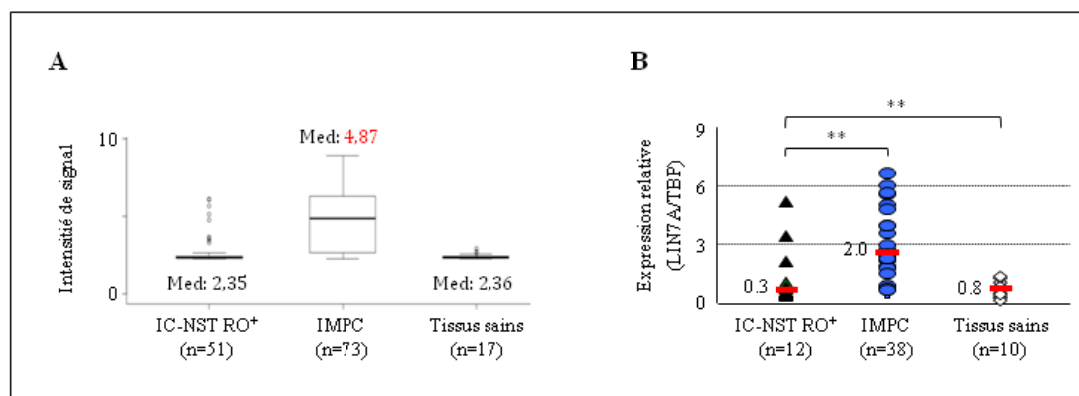 A
Intensitié de signal
10
0
Med: 4,87
Med: 2,35
Med: 2.36
IC-NST RO⁺
(n=51)
IMPC
(n=73)
Tissus sains
(n=17)
B
Expression relative
(LIN7A/TBP)
9
6
3
0
**
**
0.3
2.0
0.8
IC-NST RO⁺
(n=12)
IMPC
(n=38)
Tissus sains
(n=10)